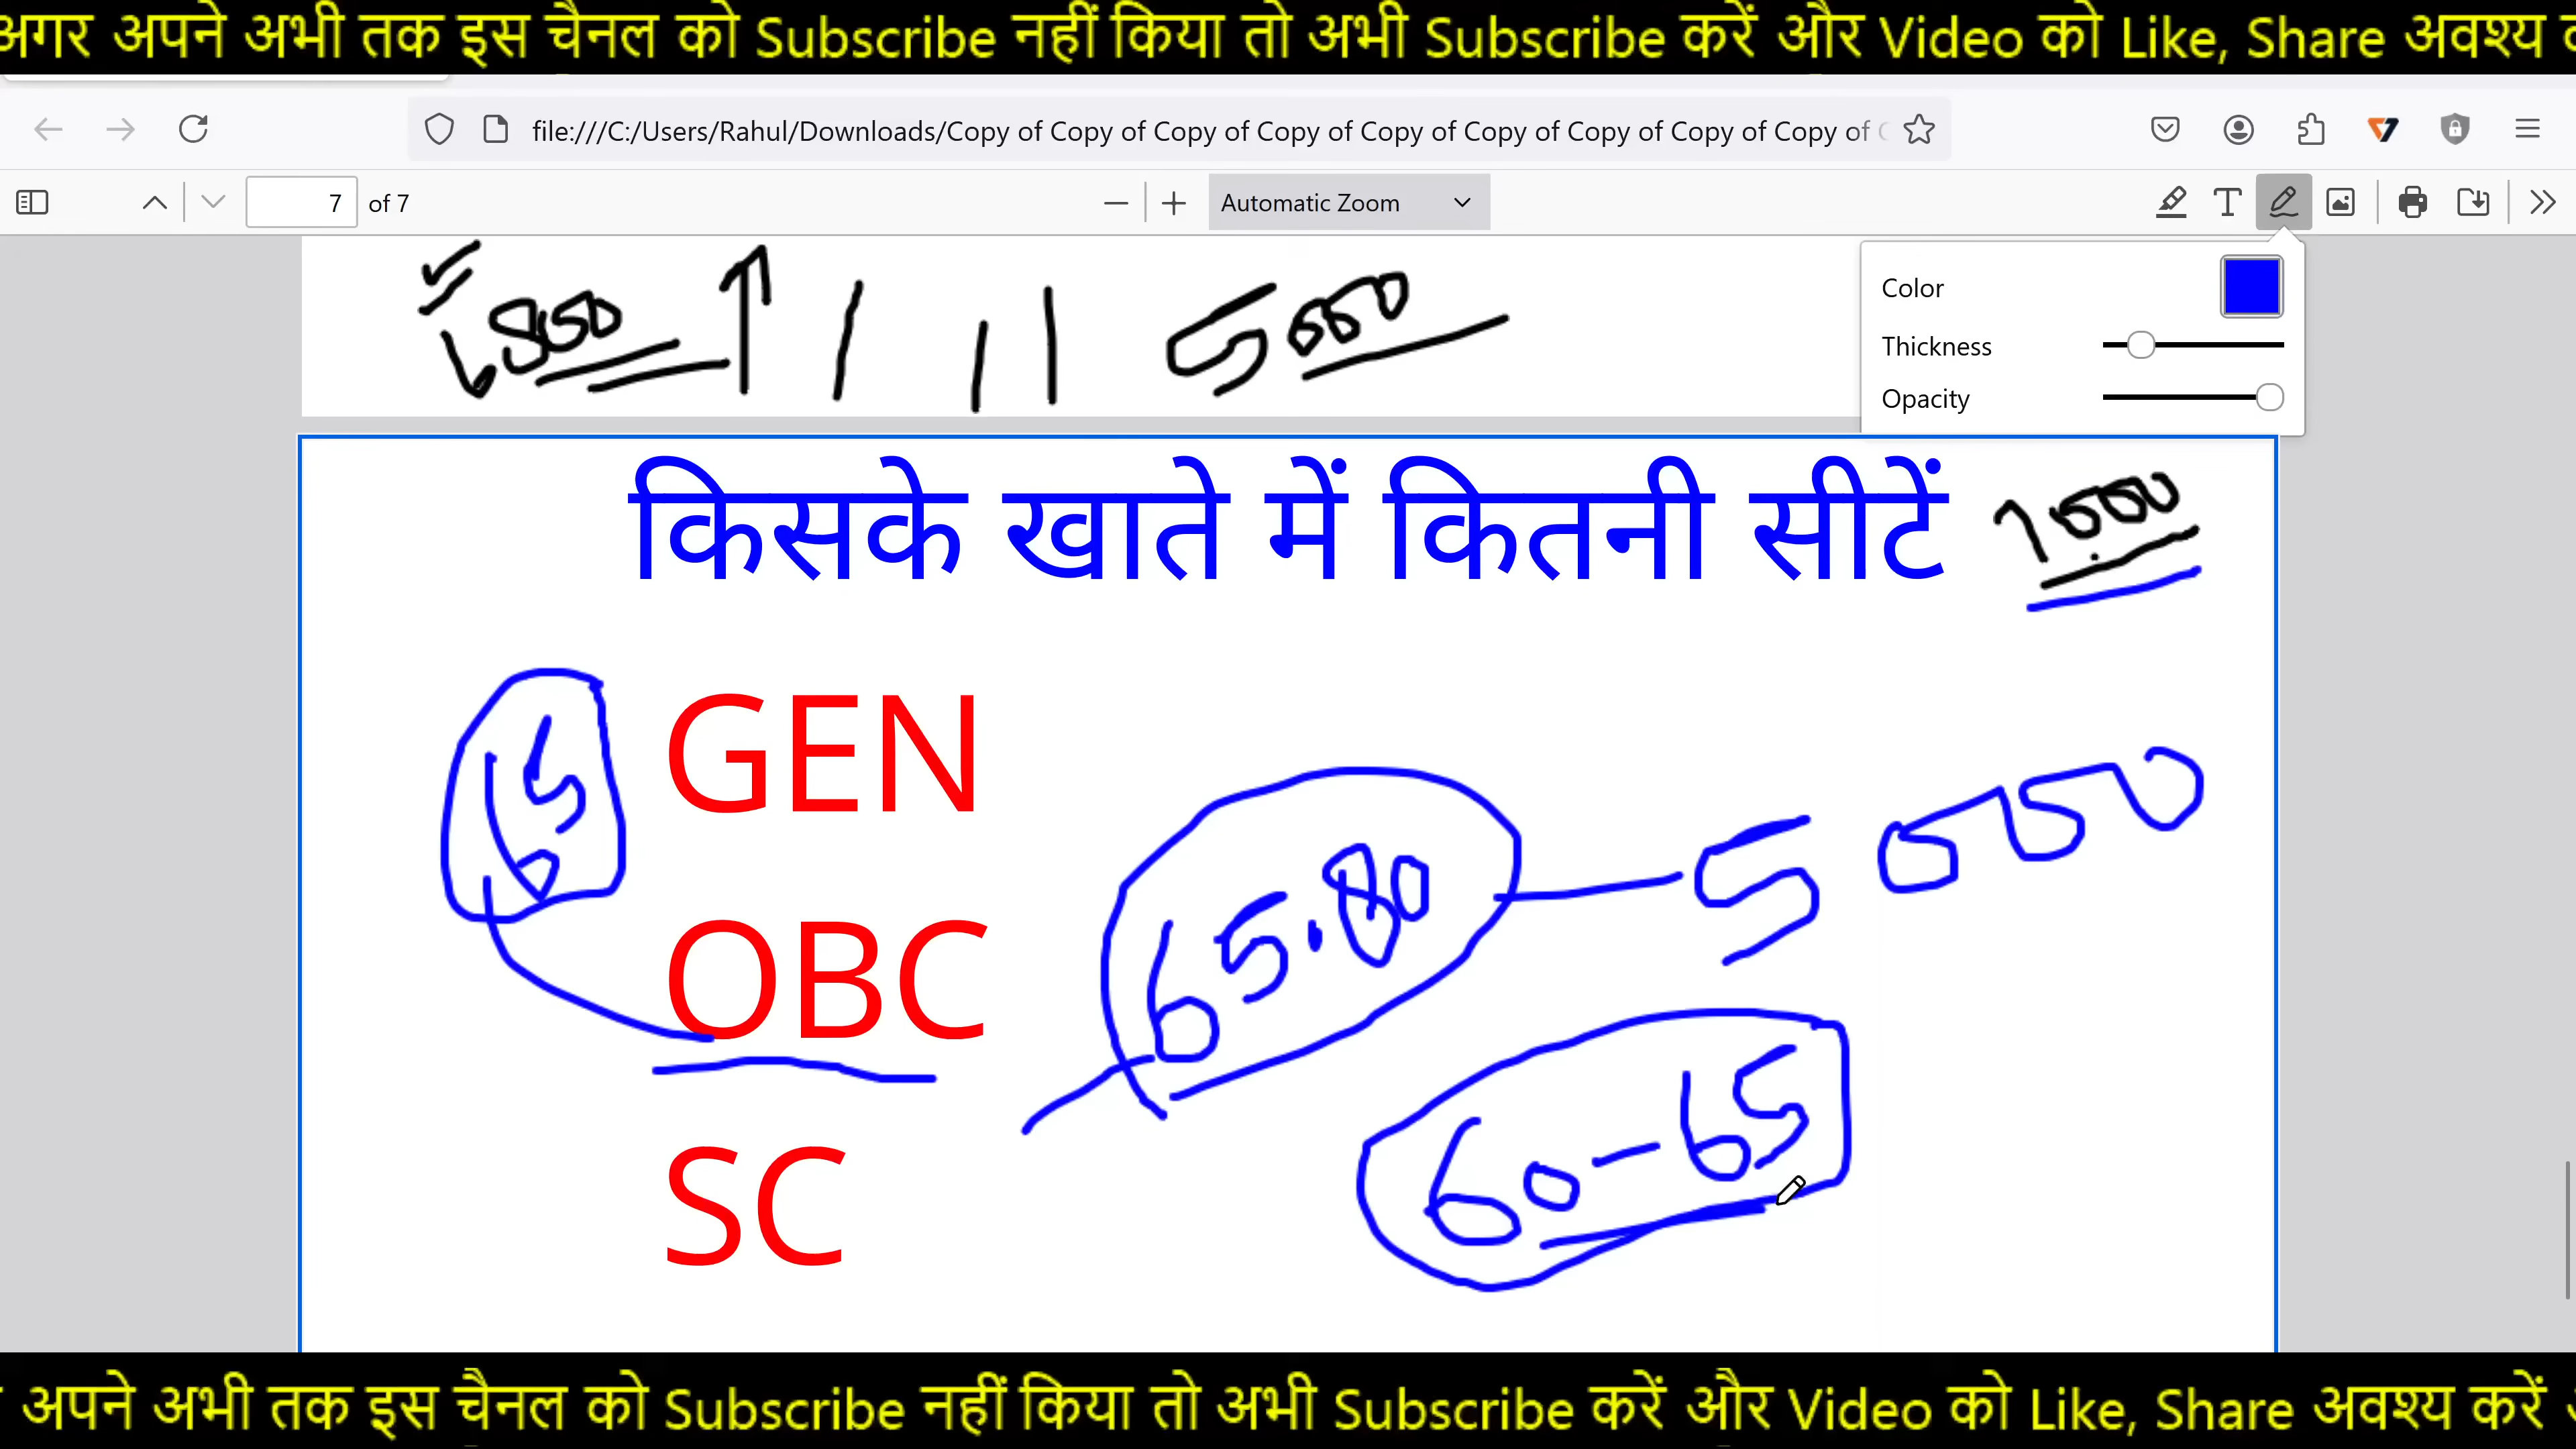 अगर अपने अभी तक इस चैनल को Subscribe नहीं किया तो अभी Subscribe करें और Video को Like, Share अवश्य
file:///C:/Users/Rahul/Downloads/Copy of Copy of Copy of Copy of Copy of Copy of Copy of Copy of Copy of
7 of 7
Automatic Zoom
Color
Thickness
Opacity
5000
किसके खाते में कितनी सीटें
GEN
65
65.80 – 5000
OBC
60-65
SC
अपने अभी तक इस चैनल को Subscribe नहीं किया तो अभी Subscribe करें और Video को Like, Share अवश्य करें